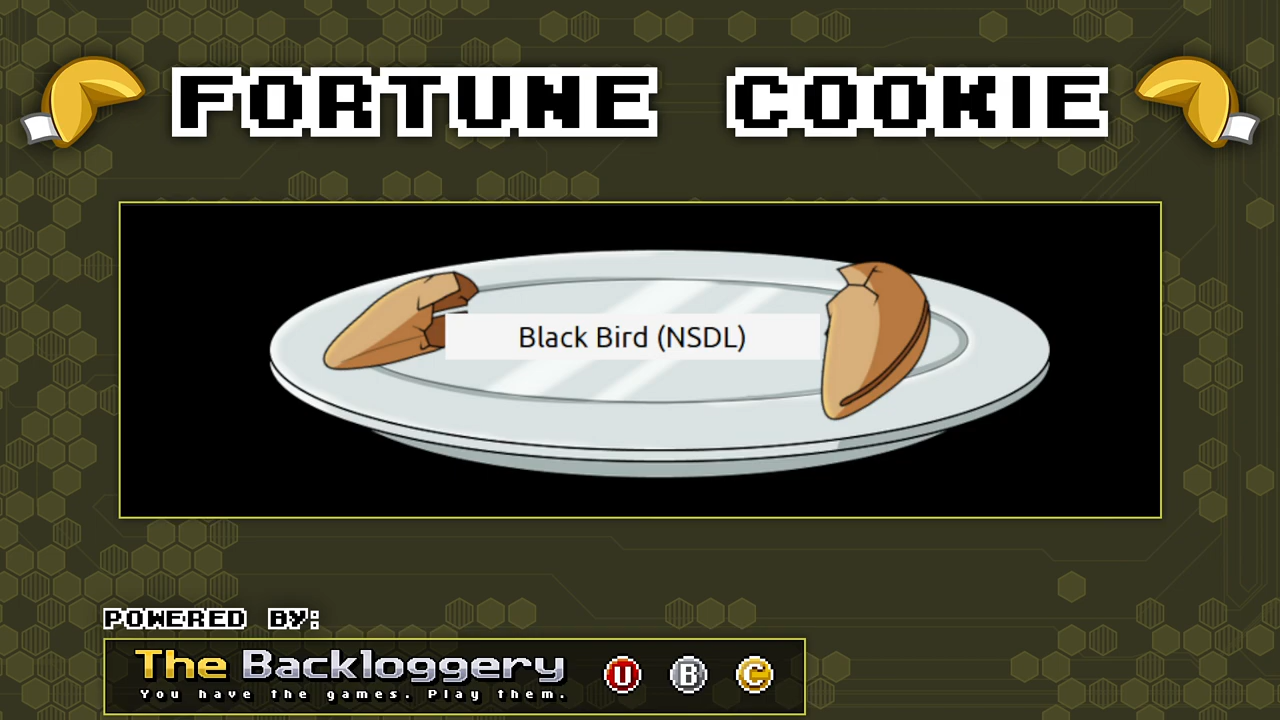 FORTUNE COOKIE
Black Bird (NSDL)
POWERED BY:
The Backloggery
You have the games. Play them.
U B C